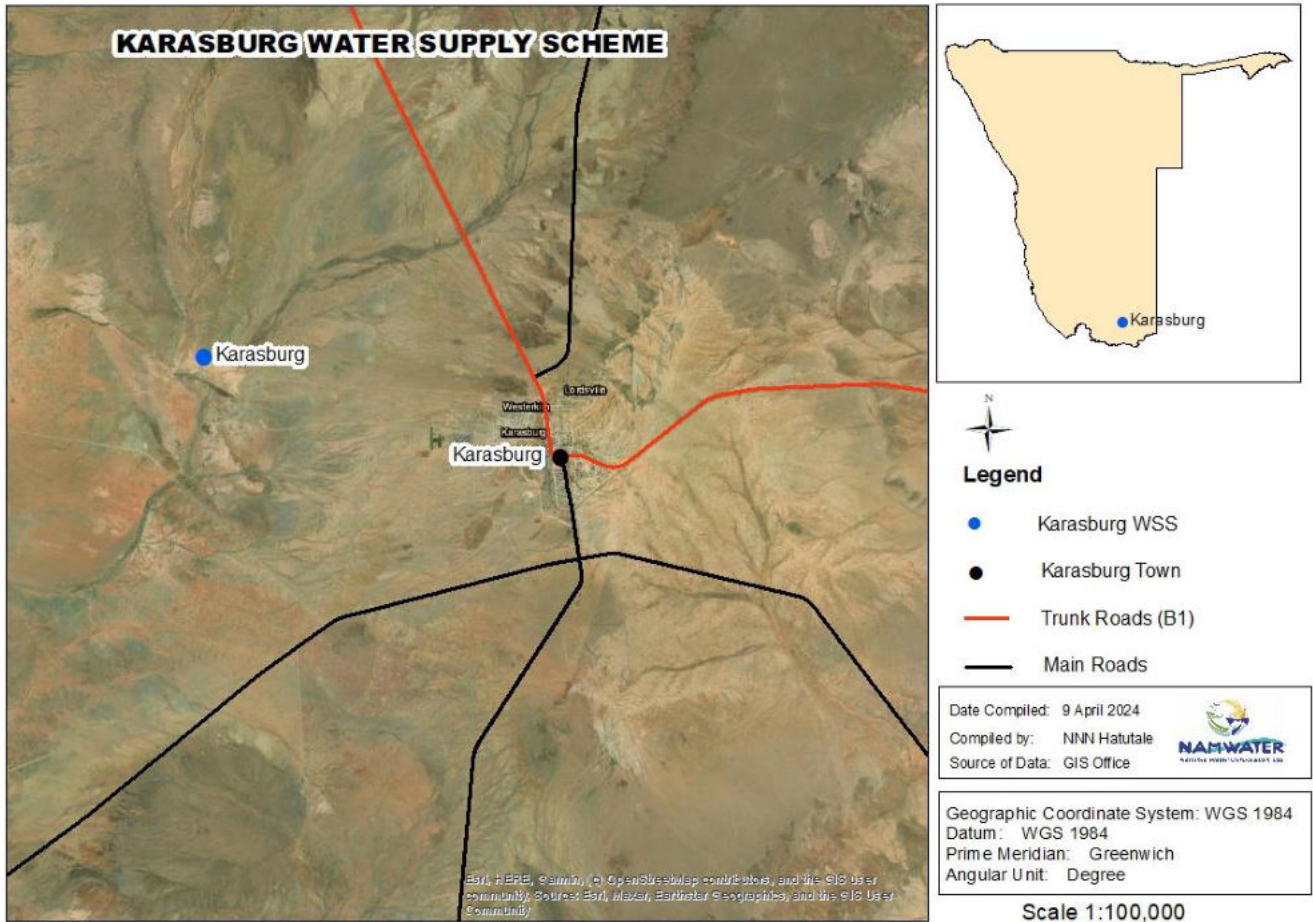 KARASBURG WATER SUPPLY SCHEME
Karasburg
Lordsville
Westerkim
Karasburg
Karasburg
Esri, HERE, Garmin, (c) OpenStreetMap contributors, and the GIS user
community, Source: Esri, Maxar, Earthstar Geographics, and the GIS User
Community
Karasburg
N
Legend
Karasburg WSS
Karasburg Town
Trunk Roads (B1)
Main Roads
Date Compiled: 9 April 2024
Compiled by: NNN Hatutale
Source of Data: GIS Office
NAMWATER
Geographic Coordinate System: WGS 1984
Datum: WGS 1984
Prime Meridian: Greenwich
Angular Unit: Degree
Scale 1:100,000